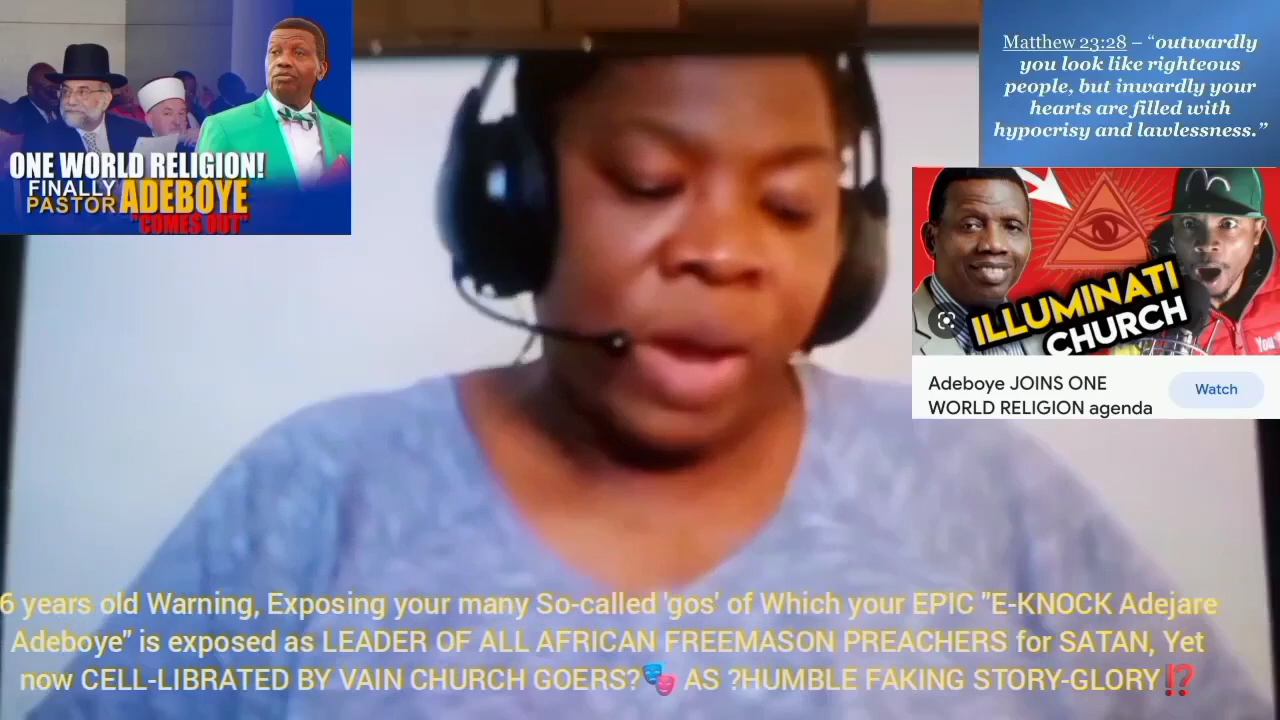 ONE WORLD RELIGION!
FINALLY
PASTOR ADEBOYE
"COMES OUT"
Matthew 23:28 – “outwardly
you look like righteous
people, but inwardly your
hearts are filled with
hypocrisy and lawlessness.”
ILLUMINATI
CHURCH
You
Adeboye JOINS ONE
WORLD RELIGION agenda
Watch
6 years old Warning, Exposing your many So-called 'gos' of Which your EPIC "E-KNOCK Adejare
Adeboye" is exposed as LEADER OF ALL AFRICAN FREEMASON PREACHERS for SATAN, Yet
now CELL-LIBRATED BY VAIN CHURCH GOERS?🎭 AS ?HUMBLE FAKING STORY-GLORY⁉️